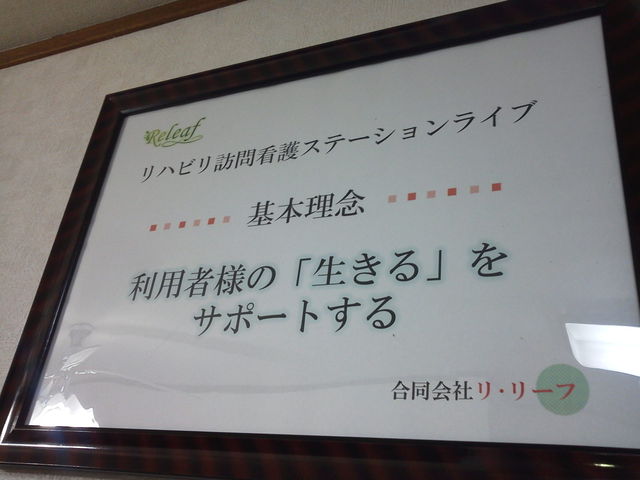 Releaf
リハビリ訪問看護ステーションライブ
基本理念
利用者様の「生きる」を
サポートする
合同会社リ・リーフ